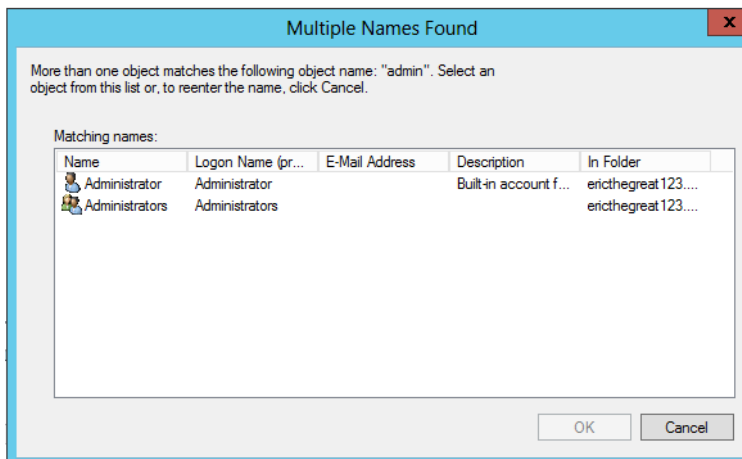 Multiple Names Found
x
More than one object matches the following object name: "admin". Select an
object from this list or, to reenter the name, click Cancel.
Matching names:
Name Logon Name (pr... E-Mail Address Description In Folder
Administrator Administrator Built-in account f... ericthegreat123....
Administrators Administrators ericthegreat123....
OK Cancel